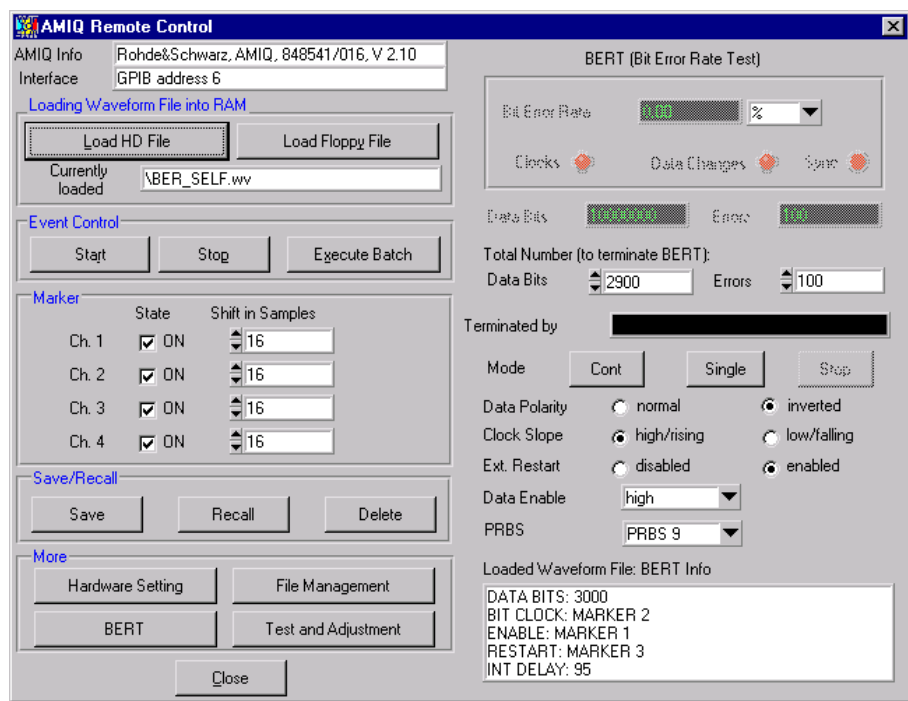 AMIQ Remote Control
AMIQ Info Rohde&Schwarz, AMIQ, 848541/016, V 2.10
Interface GPIB address 6
Loading Waveform File into RAM
Load HD File Load Floppy File
Currently loaded \BER_SELF.wv
Event Control
Start Stop Execute Batch
Marker
State Shift in Samples
Ch. 1 ON 16
Ch. 2 ON 16
Ch. 3 ON 16
Ch. 4 ON 16
Save/Recall
Save Recall Delete
More
Hardware Setting File Management
BERT Test and Adjustment
Close
BERT (Bit Error Rate Test)
Bit Error Rate 0.00 %
Clocks Data Changes Sync
Data Bits 10000000 Errors 100
Total Number (to terminate BERT):
Data Bits 2900 Errors 100
Terminated by
Mode Cont Single Stop
Data Polarity normal inverted
Clock Slope high/rising low/falling
Ext. Restart disabled enabled
Data Enable high
PRBS PRBS 9
Loaded Waveform File: BERT Info
DATA BITS: 3000
BIT CLOCK: MARKER 2
ENABLE: MARKER 1
RESTART: MARKER 3
INT DELAY: 95